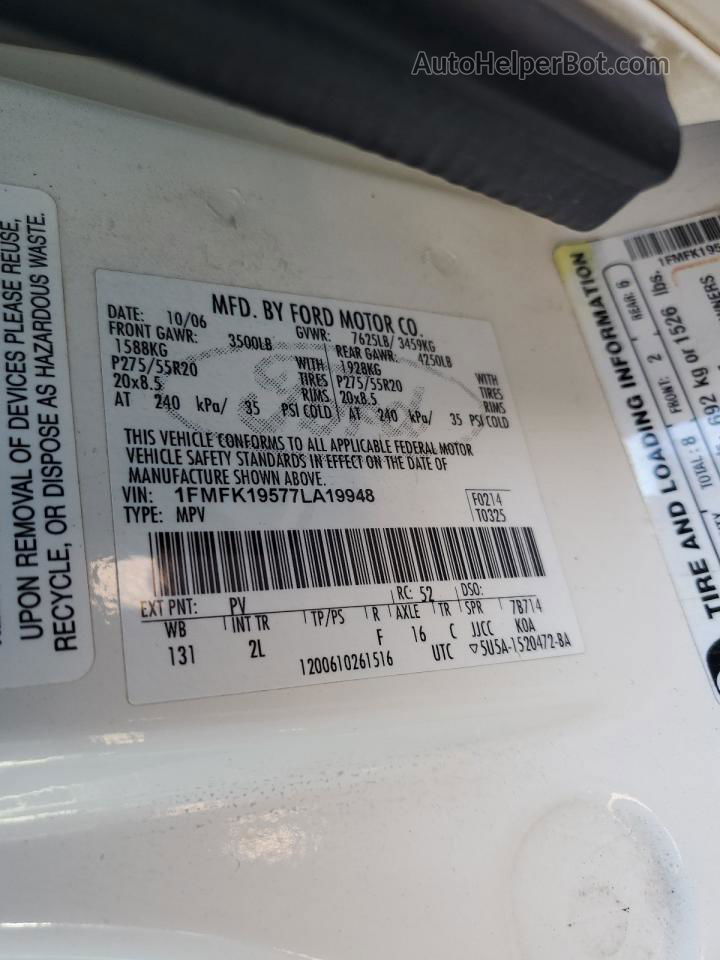 AutoHelperBot.com
UPON REMOVAL OF DEVICES PLEASE REUSE,
RECYCLE, OR DISPOSE AS HAZARDOUS WASTE.
MFD. BY FORD MOTOR CO.
DATE: 10/06 GVWR: 7625LB/ 3459KG
FRONT GAWR: 3500LB REAR GAWR: 4250LB
1588KG WITH 1928KG WITH
P275/55R20 TIRES P275/55R20 TIRES
20x8.5 RIMS 20x8.5 RIMS
AT 240 kPa/ 35 PSI COLD AT 240 kPa/ 35 PSI COLD
Ford
THIS VEHICLE CONFORMS TO ALL APPLICABLE FEDERAL MOTOR
VEHICLE SAFETY STANDARDS IN EFFECT ON THE DATE OF
MANUFACTURE SHOWN ABOVE.
VIN: 1FMFK19577LA19948 F0214
TYPE: MPV T0325
EXT PNT: PV RC: 52 DSO:
WB INT TR TP/PS R AXLE TR SPR 7B714
131 2L F 16 C JJCC KOA
1200610261516 UTC ▽5U5A-1520472-BA
1FMFK195
TIRE AND LOADING INFORMATION
TOTAL: 8 FRONT: 2 REAR: 6
692 kg or 1526 lbs.